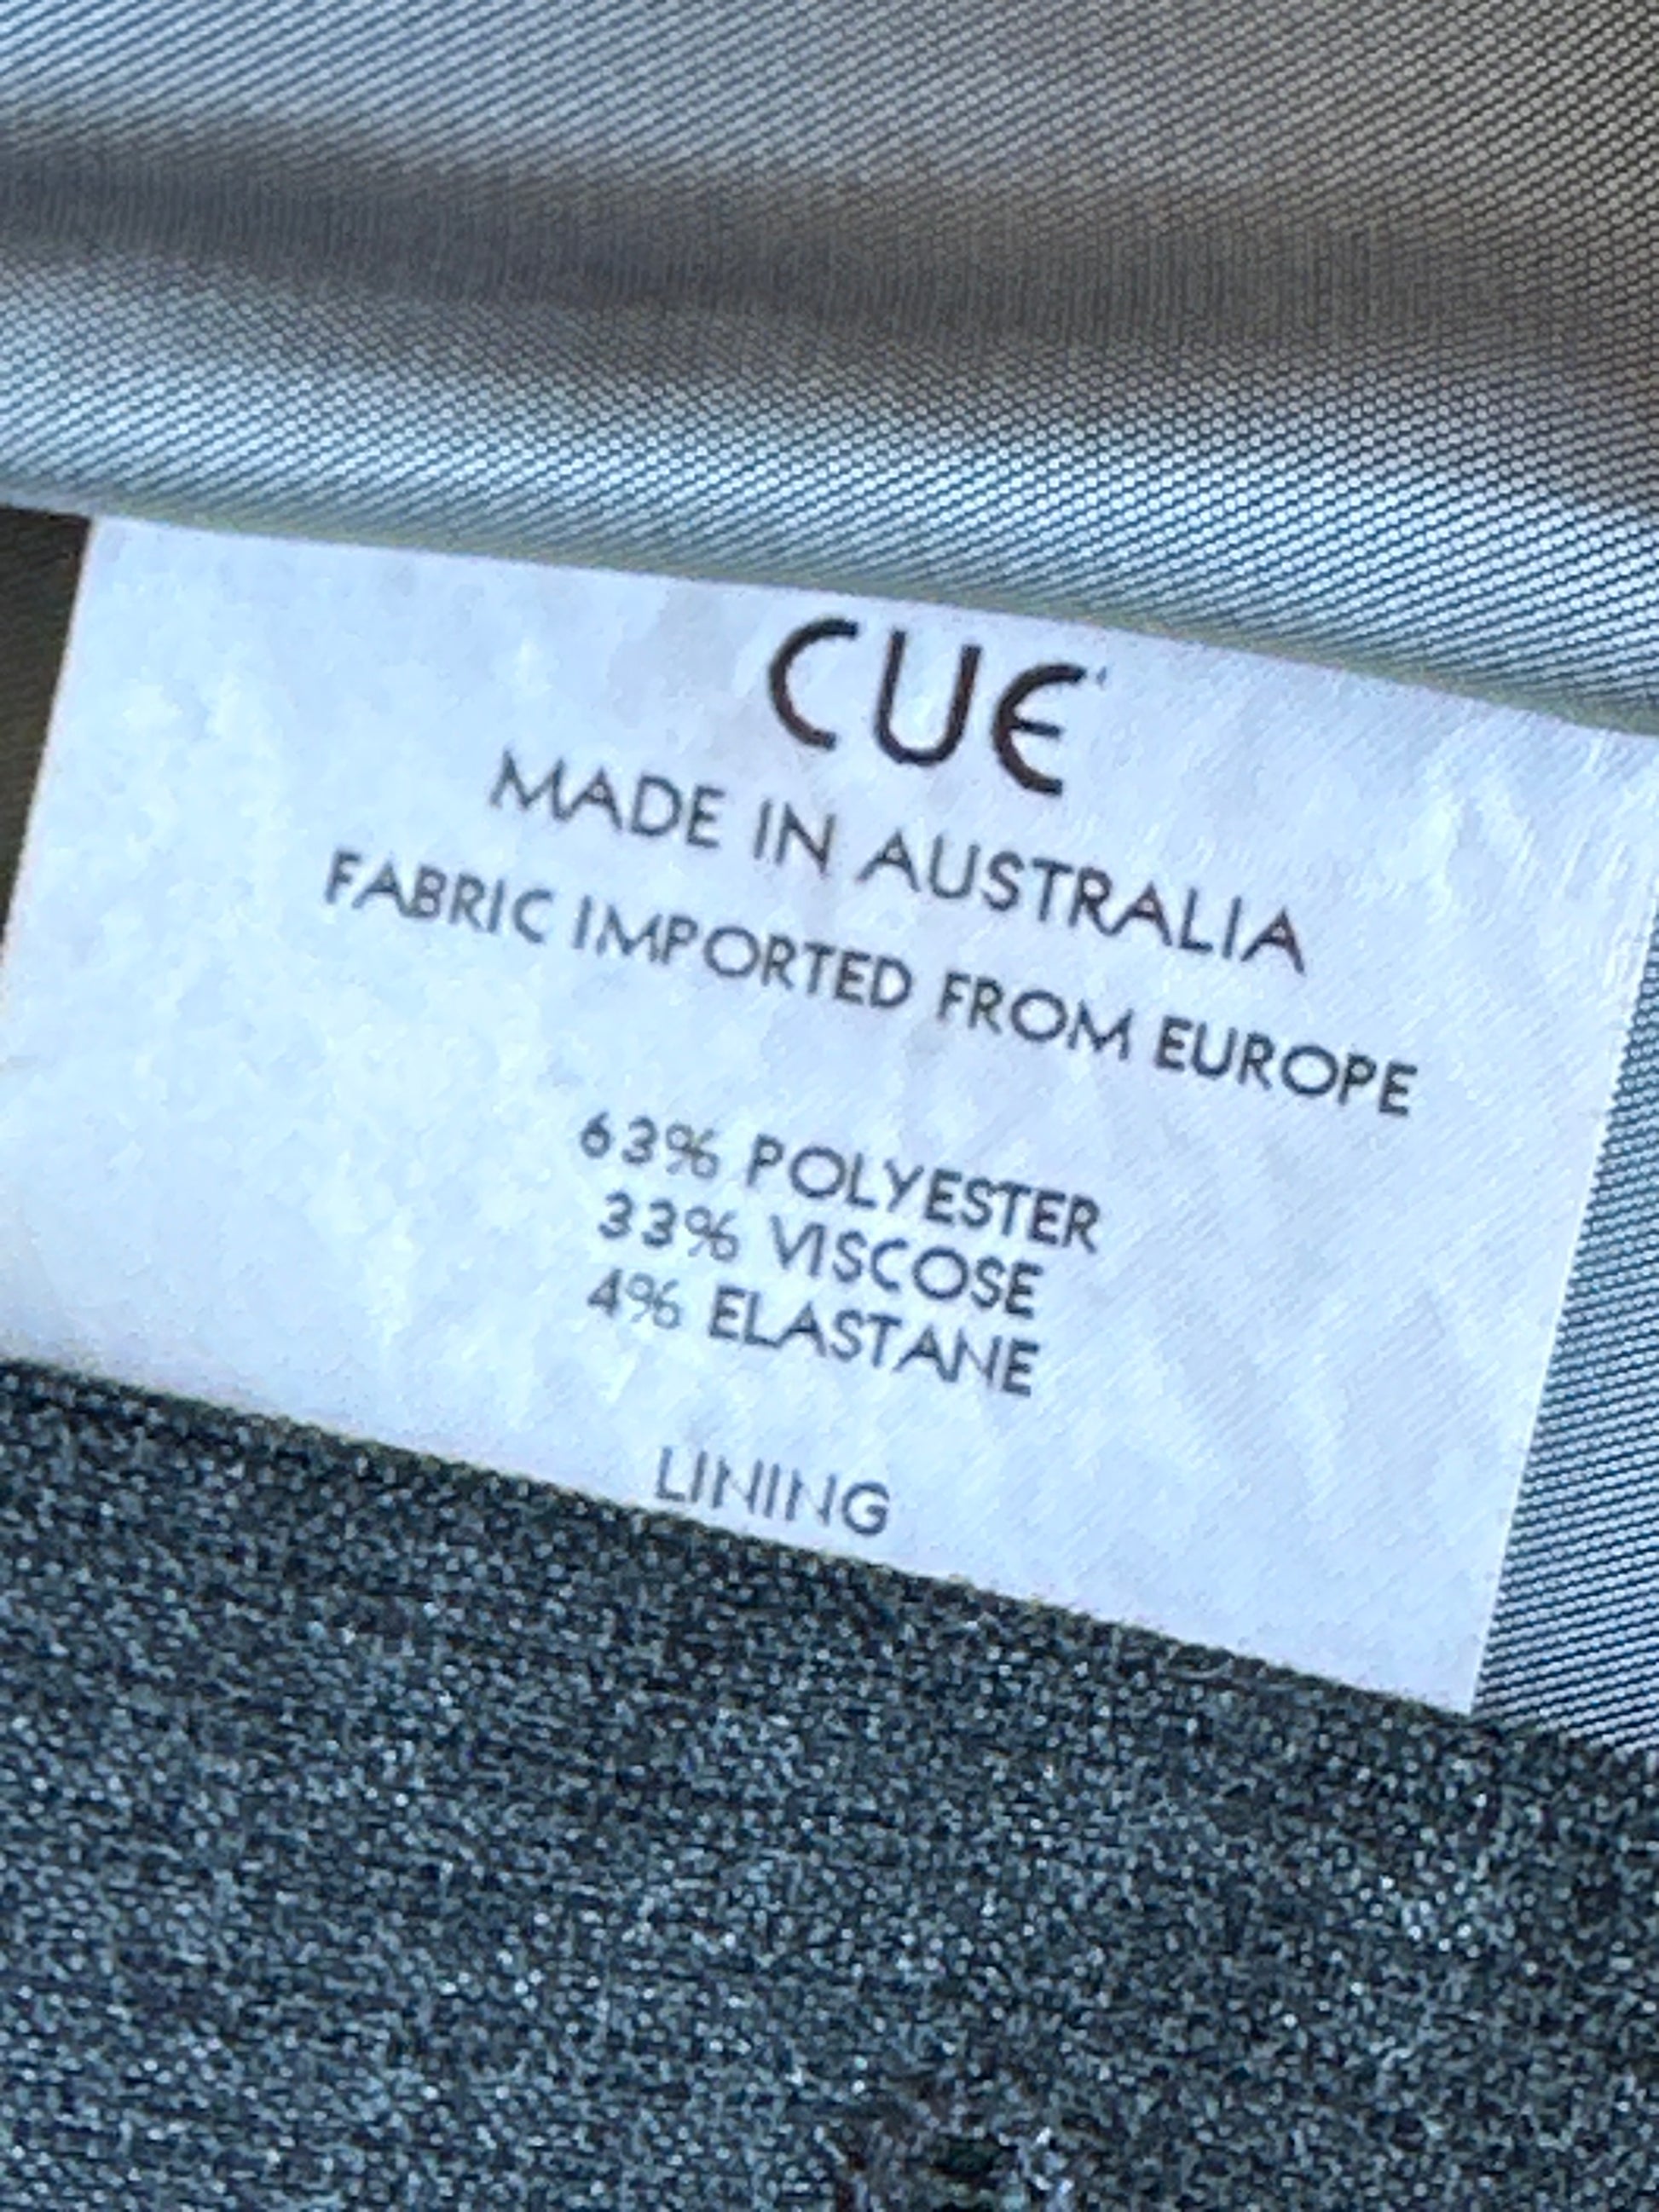 CUE
MADE IN AUSTRALIA
FABRIC IMPORTED FROM EUROPE
63% POLYESTER
33% VISCOSE
4% ELASTANE
LINING